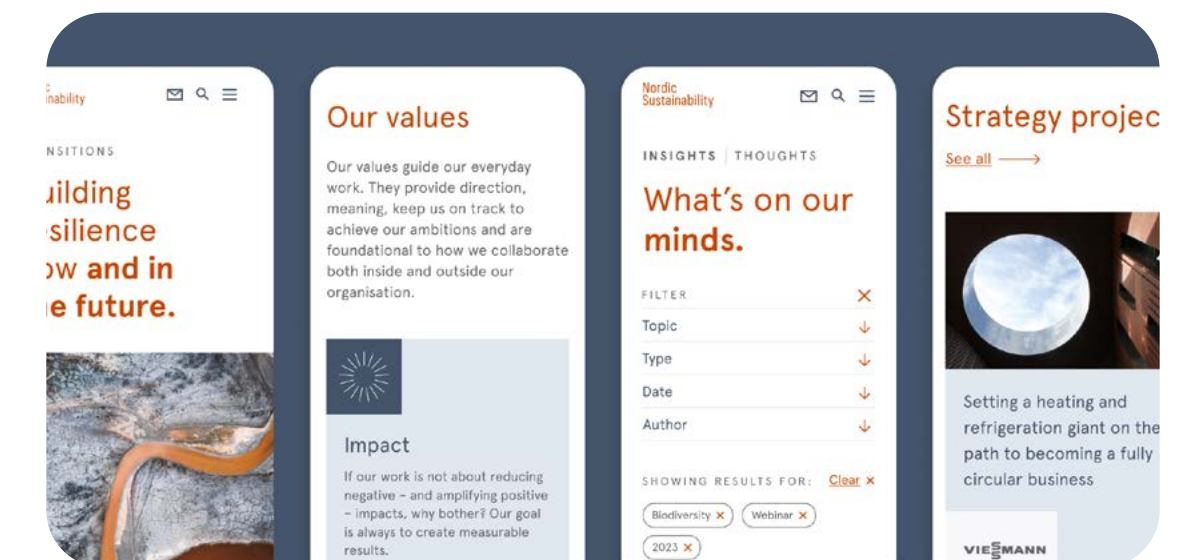 inability
NSITIONS
uilding
silience
ow and in
e future.
Our values
Our values guide our everyday
work. They provide direction,
meaning, keep us on track to
achieve our ambitions and are
foundational to how we collaborate
both inside and outside our
organisation.
Impact
If our work is not about reducing
negative – and amplifying positive
– impacts, why bother? Our goal
is always to create measurable
results.
Nordic
Sustainability
INSIGHTS | THOUGHTS
What's on our
minds.
FILTER
Topic
Type
Date
Author
SHOWING RESULTS FOR: Clear ×
Biodiversity × Webinar ×
2023 ×
Strategy projec
See all
Setting a heating and
refrigeration giant on the
path to becoming a fully
circular business
VIESMANN